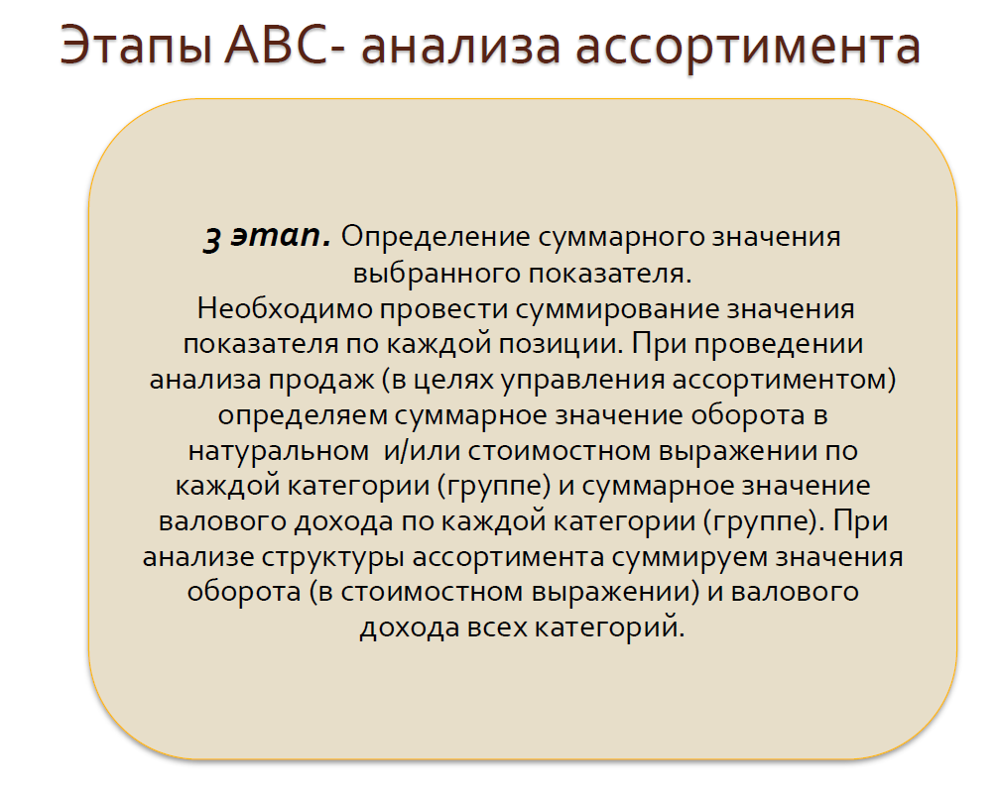 Этапы АВС- анализа ассортимента
3 этап. Определение суммарного значения
выбранного показателя.
Необходимо провести суммирование значения
показателя по каждой позиции. При проведении
анализа продаж (в целях управления ассортиментом)
определяем суммарное значение оборота в
натуральном  и/или стоимостном выражении по
каждой категории (группе) и суммарное значение
валового дохода по каждой категории (группе). При
анализе структуры ассортимента суммируем значения
оборота (в стоимостном выражении) и валового
дохода всех категорий.